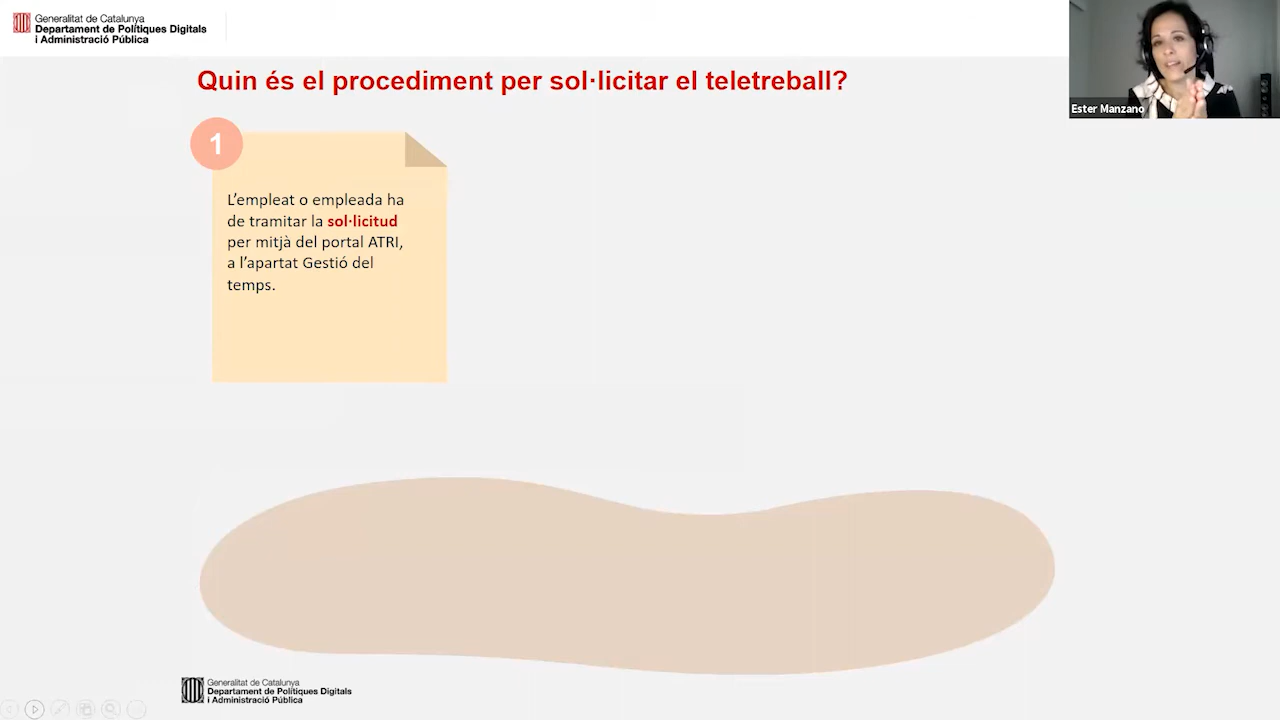 Generalitat de Catalunya
Departament de Polítiques Digitals
i Administració Pública
Quin és el procediment per sol·licitar el teletreball?
Ester Manzano
1
L’empleat o empleada ha
de tramitar la sol·licitud
per mitjà del portal ATRI,
a l’apartat Gestió del
temps.
Generalitat de Catalunya
Departament de Polítiques Digitals
i Administració Pública